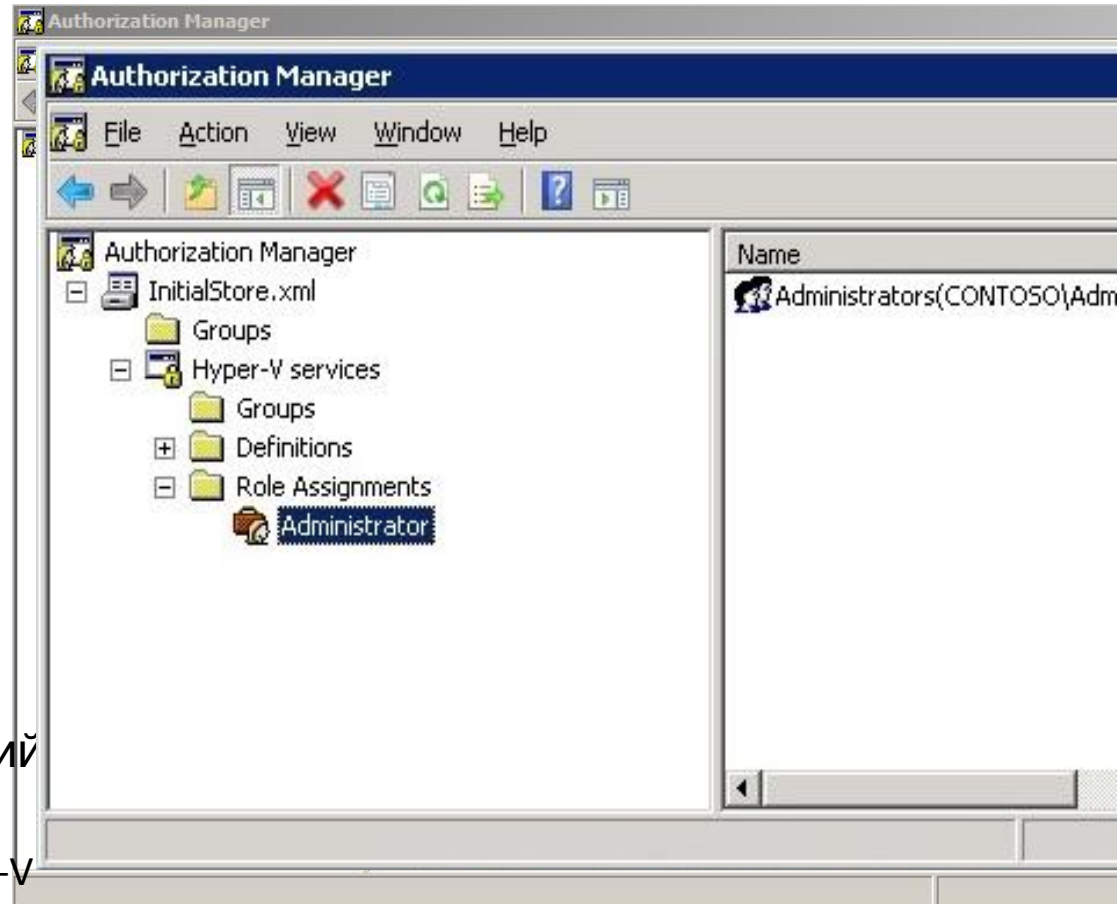 Authorization Manager
Authorization Manager
File Action View Window Help
Authorization Manager
InitialStore.xml
Groups
Hyper-V services
Groups
Definitions
Role Assignments
Administrator
Name
Administrators(CONTOSO\Adm
ий
-V